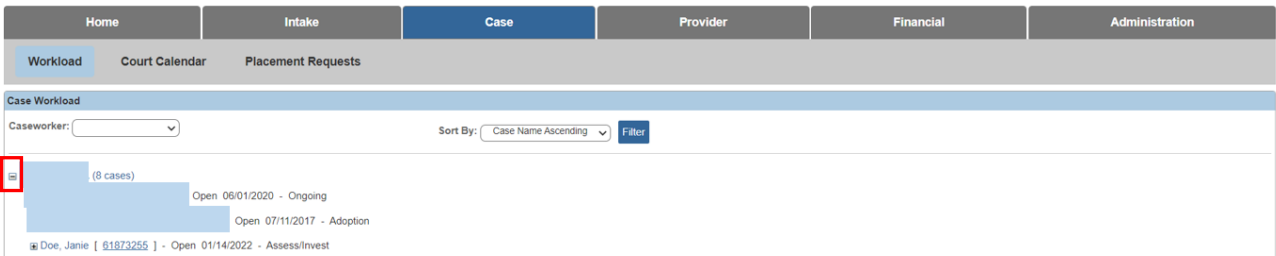 Home Intake Case Provider Financial Administration
Workload Court Calendar Placement Requests
Case Workload
Caseworker: Sort By: Case Name Ascending Filter
(8 cases)
Open 06/01/2020 - Ongoing
Open 07/11/2017 - Adoption
Doe, Janie [ 61873255 ] - Open 01/14/2022 - Assess/Invest